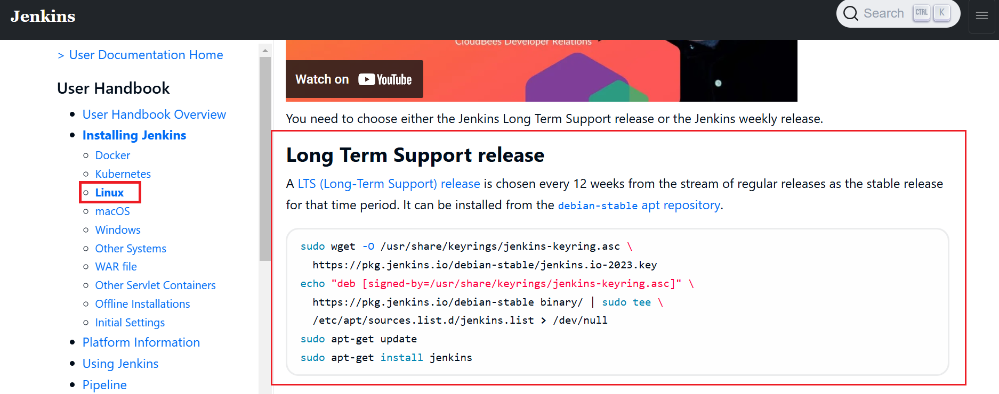 Jenkins
Search CTRL K
> User Documentation Home
User Handbook
User Handbook Overview
Installing Jenkins
Docker
Kubernetes
Linux
macOS
Windows
Other Systems
WAR file
Other Servlet Containers
Offline Installations
Initial Settings
Platform Information
Using Jenkins
Pipeline
CloudBees Developer Relations
Watch on YouTube
You need to choose either the Jenkins Long Term Support release or the Jenkins weekly release.
Long Term Support release
A LTS (Long-Term Support) release is chosen every 12 weeks from the stream of regular releases as the stable release
for that time period. It can be installed from the debian-stable apt repository.
sudo wget -O /usr/share/keyrings/jenkins-keyring.asc \
https://pkg.jenkins.io/debian-stable/jenkins.io-2023.key
echo "deb [signed-by=/usr/share/keyrings/jenkins-keyring.asc]" \
https://pkg.jenkins.io/debian-stable binary/ | sudo tee \
/etc/apt/sources.list.d/jenkins.list > /dev/null
sudo apt-get update
sudo apt-get install jenkins